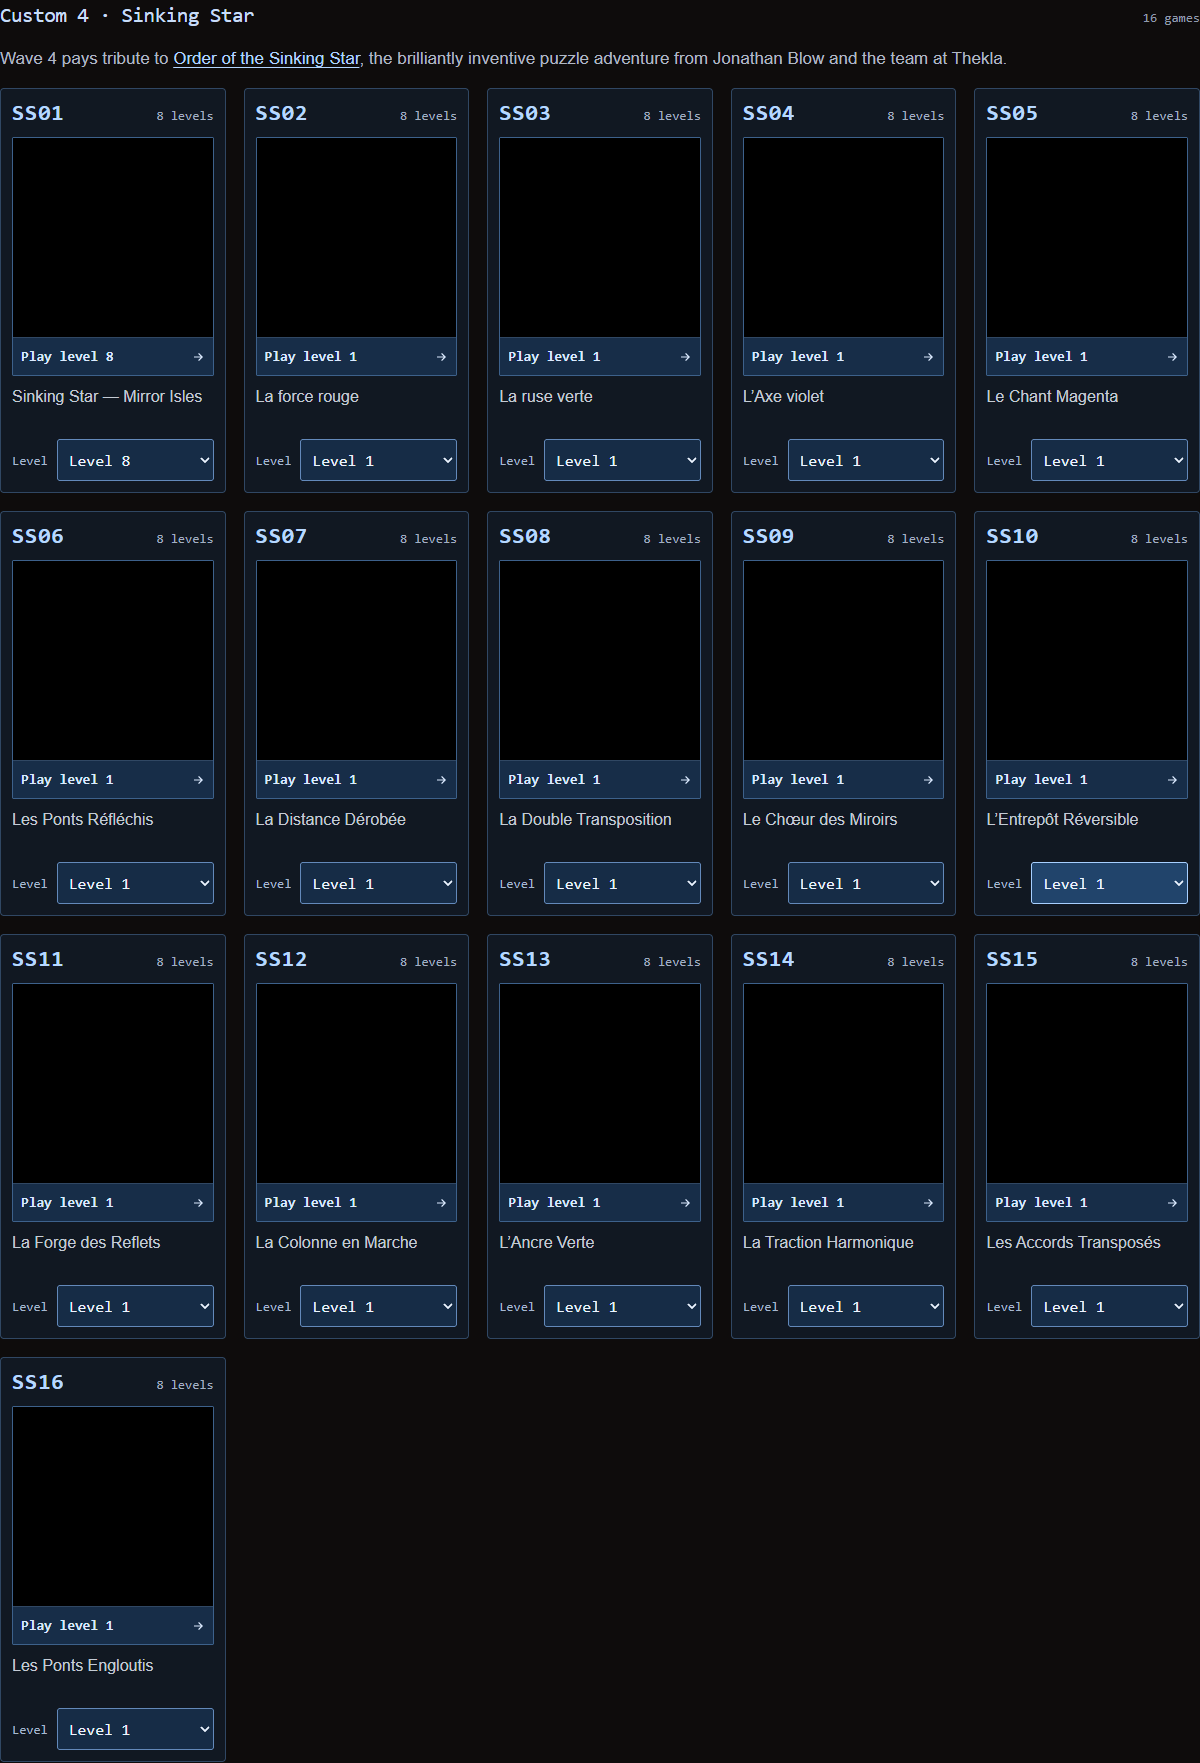 Custom 4 · Sinking Star
16 games
Wave 4 pays tribute to Order of the Sinking Star, the brilliantly inventive puzzle adventure from Jonathan Blow and the team at Thekla.
SS01 8 levels
Play level 8 →
Sinking Star — Mirror Isles
Level Level 8
SS02 8 levels
Play level 1 →
La force rouge
Level Level 1
SS03 8 levels
Play level 1 →
La ruse verte
Level Level 1
SS04 8 levels
Play level 1 →
L’Axe violet
Level Level 1
SS05 8 levels
Play level 1 →
Le Chant Magenta
Level Level 1
SS06 8 levels
Play level 1 →
Les Ponts Réfléchis
Level Level 1
SS07 8 levels
Play level 1 →
La Distance Dérobée
Level Level 1
SS08 8 levels
Play level 1 →
La Double Transposition
Level Level 1
SS09 8 levels
Play level 1 →
Le Chœur des Miroirs
Level Level 1
SS10 8 levels
Play level 1 →
L’Entrepôt Réversible
Level Level 1
SS11 8 levels
Play level 1 →
La Forge des Reflets
Level Level 1
SS12 8 levels
Play level 1 →
La Colonne en Marche
Level Level 1
SS13 8 levels
Play level 1 →
L’Ancre Verte
Level Level 1
SS14 8 levels
Play level 1 →
La Traction Harmonique
Level Level 1
SS15 8 levels
Play level 1 →
Les Accords Transposés
Level Level 1
SS16 8 levels
Play level 1 →
Les Ponts Engloutis
Level Level 1